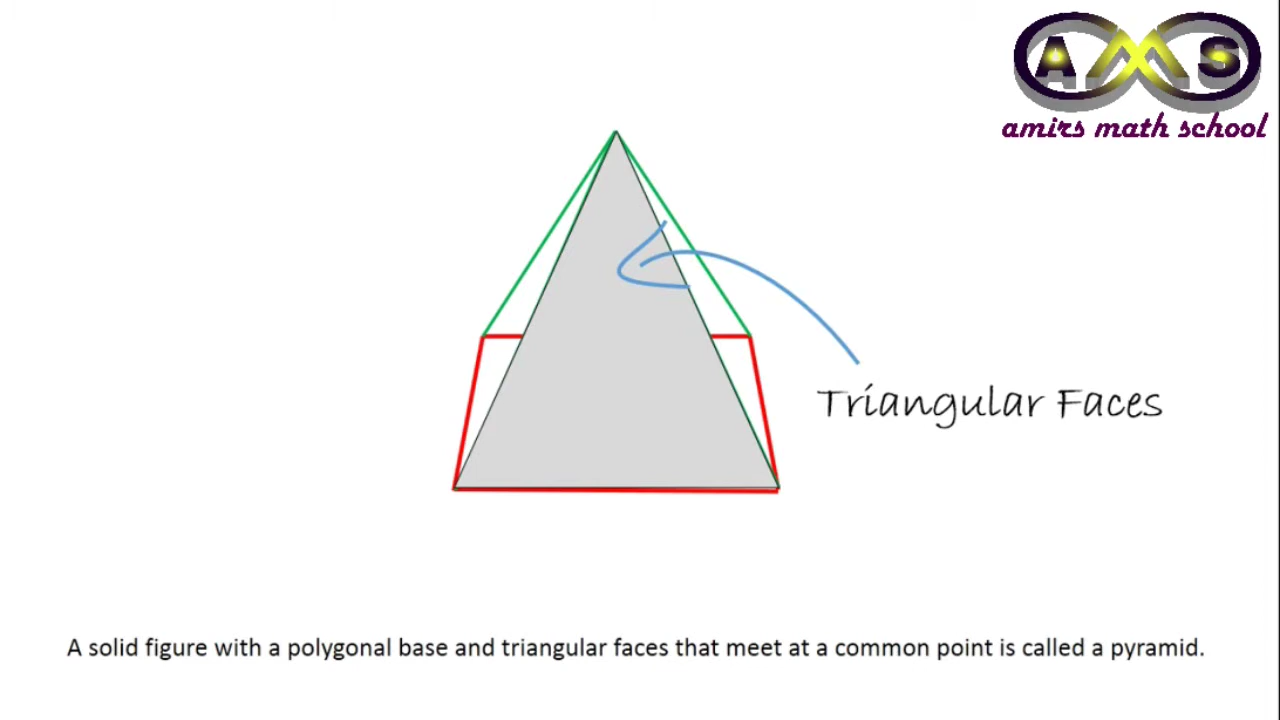 AMS
amirs math school
Triangular Faces
A solid figure with a polygonal base and triangular faces that meet at a common point is called a pyramid.